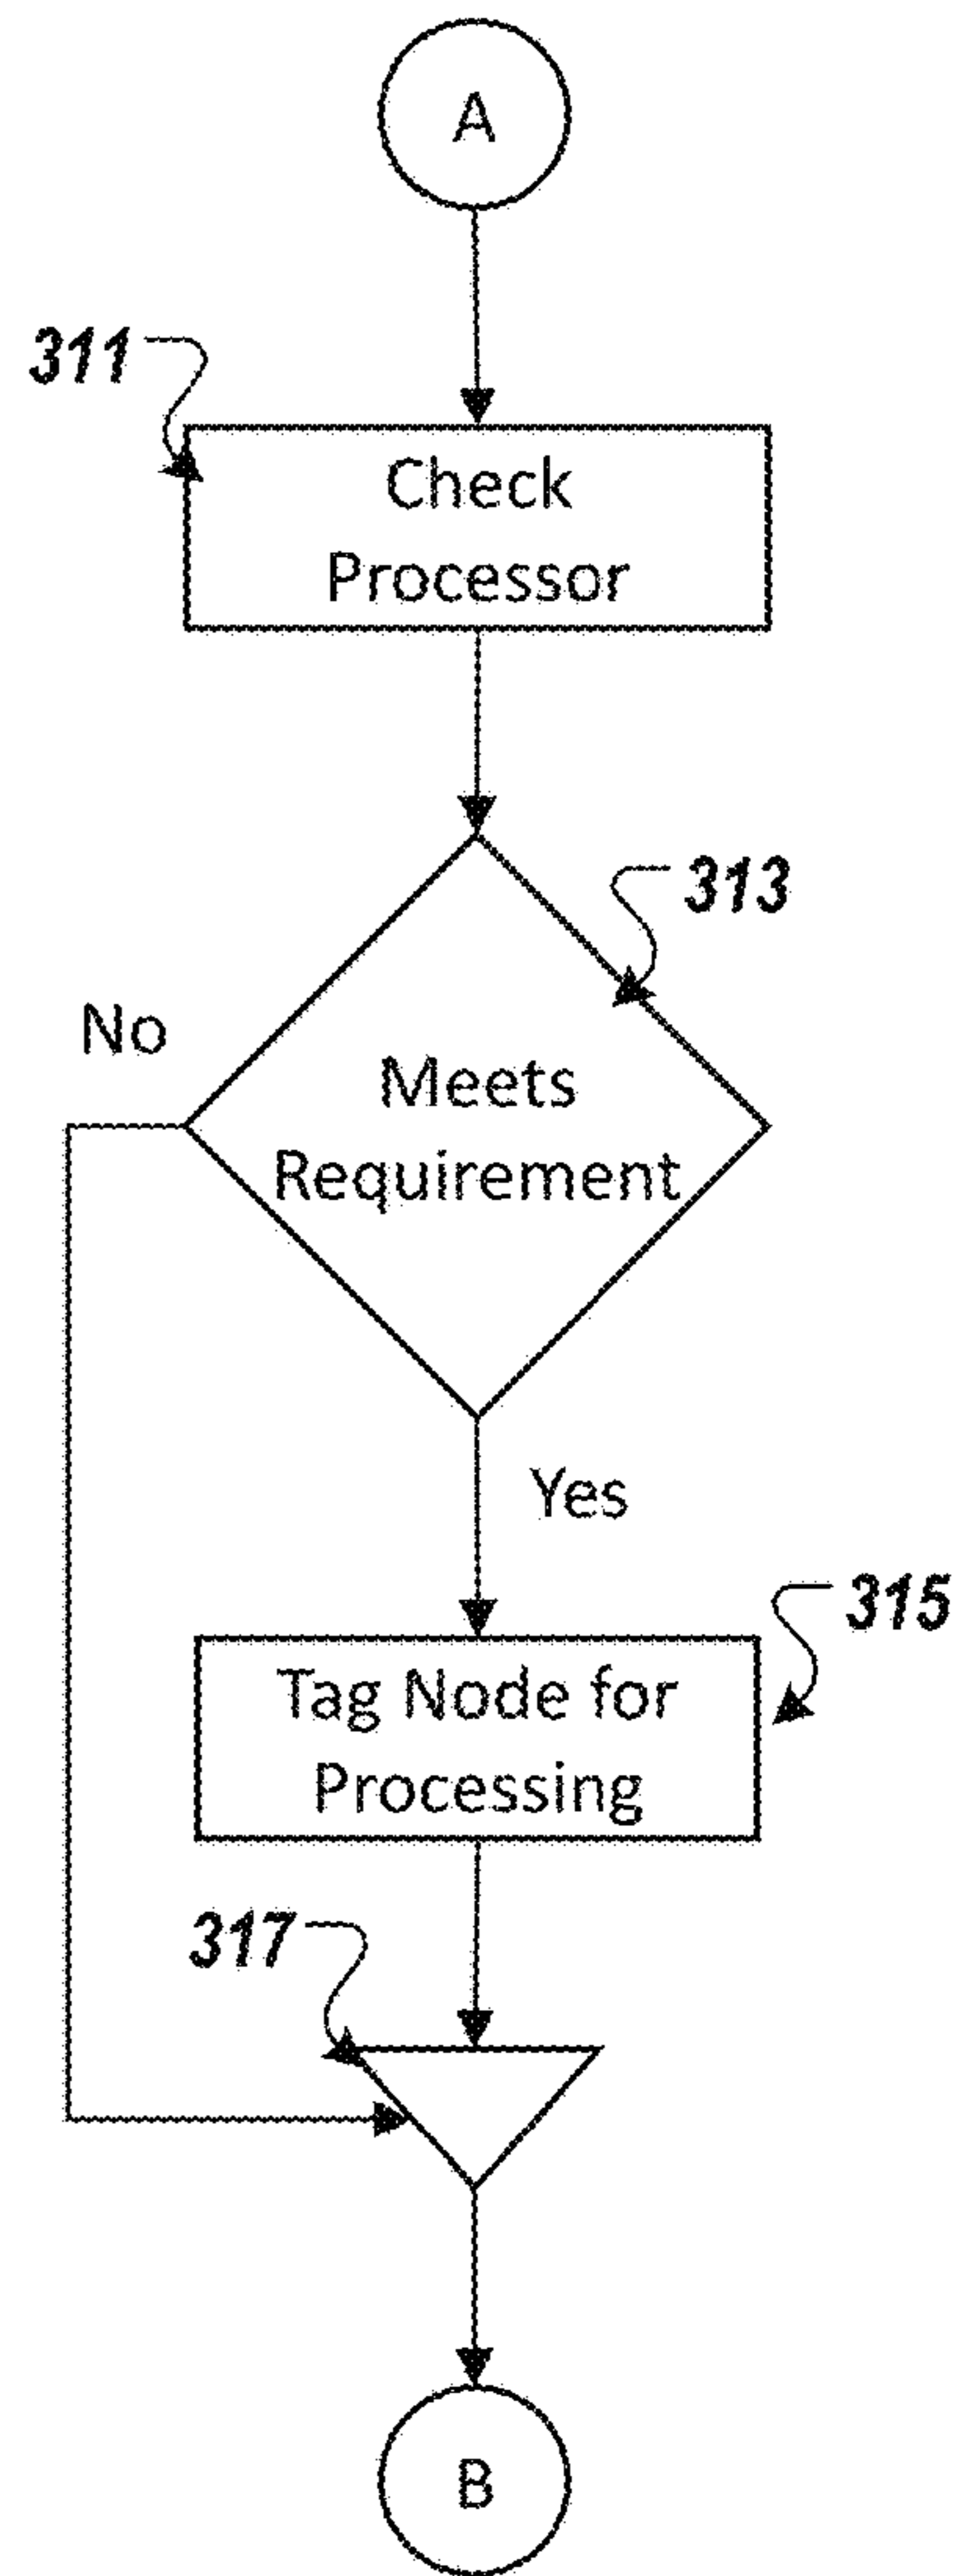 A
311
Check
Processor
313
No
Meets
Requirement
Yes
315
Tag Node for
Processing
317
B